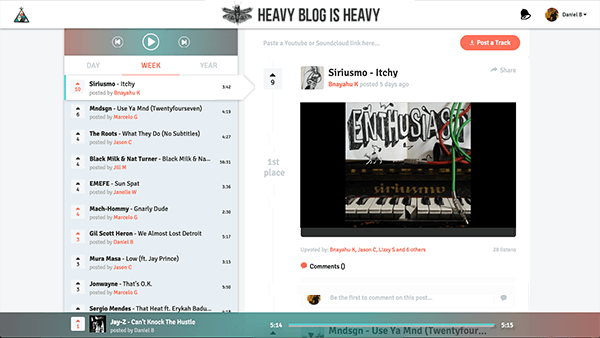 HEAVY BLOG IS HEAVY
Daniel B
DAY WEEK YEAR
10
Siriusmo - Itchy
posted by Bnayahu K
3:42
6
Mndsgn - Use Ya Mnd (Twentyfourseven)
posted by Marcelo G
4:19
4
The Roots - What They Do (No Subtitles)
posted by Jason C
4:27
4
Black Milk & Nat Turner - Black Milk & Na...
posted by Jill M
56:31
4
EMEFE - Sun Spat
posted by Janelle W
3:36
4
Mach-Hommy - Gnarly Dude
posted by Marcelo G
2:30
3
Gil Scott Heron - We Almost Lost Detroit
posted by Daniel B
5:17
3
Mura Masa - Low (ft. Jay Prince)
posted by Jason C
3:15
3
Jonwayne - That's O.K.
posted by Marcelo G
3:50
Sergio Mendes - That Heat ft. Erykah Badu...
Paste a Youtube or Soundcloud link here...
Post a Track
9
1st
place
Siriusmo - Itchy
Bnayahu K posted 5 days ago
Share
ENTHUSIAST
siriusmo
Upvoted by: Bnayahu K, Jason C, Lizzy S and 6 others
28 listens
Comments ()
Be the first to comment on this post...
Mndsgn - Use Ya Mnd (Twentyfour...
1
Jay-Z - Can't Knock The Hustle
posted by Daniel B
5:14
5:15